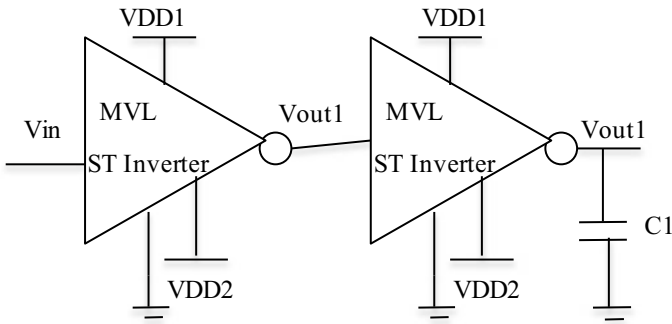 VDD1
VDD1
MVL
Vout1
MVL
Vout1
Vin
ST Inverter
ST Inverter
C1
VDD2
VDD2